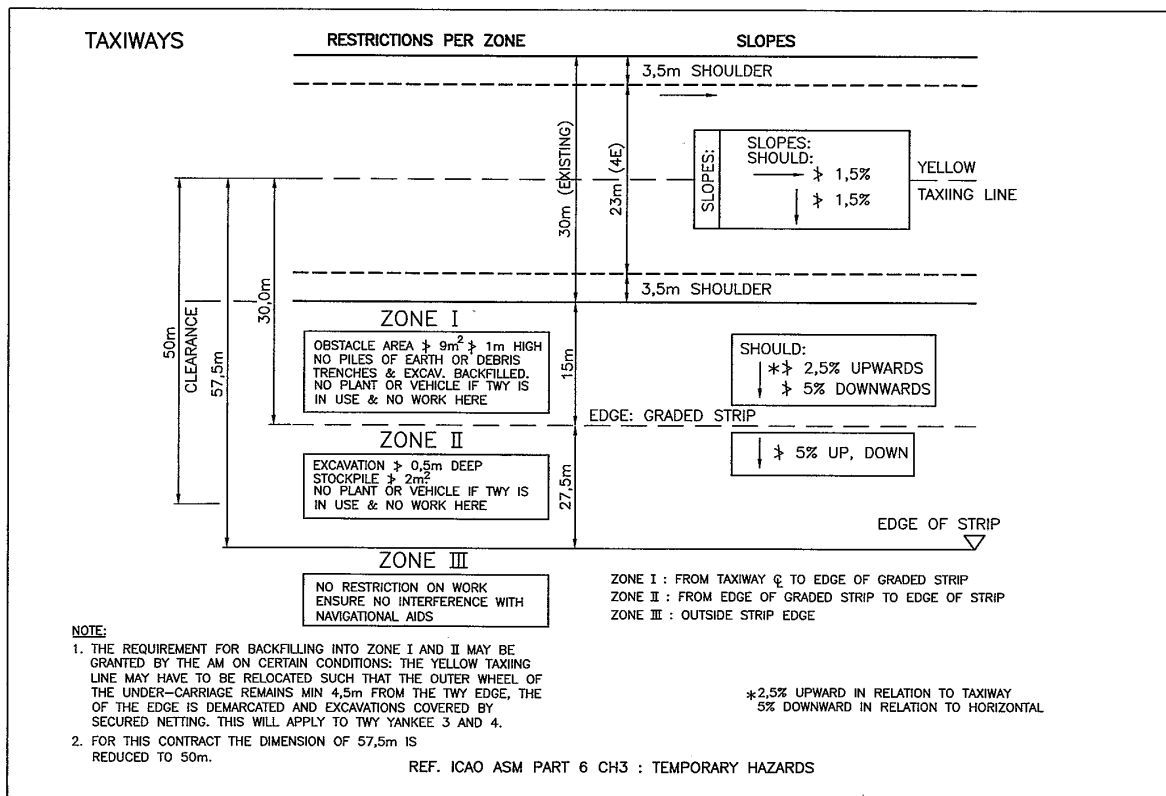 TAXIWAYS
RESTRICTIONS PER ZONE
SLOPES
3,5m SHOULDER
30m (EXISTING)
23m (4E)
SLOPES:
SLOPES:
SHOULD:
≯ 1,5%
≯ 1,5%
YELLOW
TAXIING LINE
3,5m SHOULDER
50m
CLEARANCE
57,5m
30,0m
ZONE I
OBSTACLE AREA ≯ 9m² ≯ 1m HIGH
NO PILES OF EARTH OR DEBRIS
TRENCHES & EXCAV. BACKFILLED.
NO PLANT OR VEHICLE IF TWY IS
IN USE & NO WORK HERE
15m
SHOULD:
*≯ 2,5% UPWARDS
≯ 5% DOWNWARDS
EDGE: GRADED STRIP
ZONE II
EXCAVATION ≯ 0,5m DEEP
STOCKPILE ≯ 2m²
NO PLANT OR VEHICLE IF TWY IS
IN USE & NO WORK HERE
27,5m
≯ 5% UP, DOWN
EDGE OF STRIP
ZONE III
NO RESTRICTION ON WORK
ENSURE NO INTERFERENCE WITH
NAVIGATIONAL AIDS
ZONE I : FROM TAXIWAY ℄ TO EDGE OF GRADED STRIP
ZONE II : FROM EDGE OF GRADED STRIP TO EDGE OF STRIP
ZONE III : OUTSIDE STRIP EDGE
NOTE:
1. THE REQUIREMENT FOR BACKFILLING INTO ZONE I AND II MAY BE
GRANTED BY THE AM ON CERTAIN CONDITIONS: THE YELLOW TAXIING
LINE MAY HAVE TO BE RELOCATED SUCH THAT THE OUTER WHEEL OF
THE UNDER-CARRIAGE REMAINS MIN 4,5m FROM THE TWY EDGE, THE
OF THE EDGE IS DEMARCATED AND EXCAVATIONS COVERED BY
SECURED NETTING. THIS WILL APPLY TO TWY YANKEE 3 AND 4.
2. FOR THIS CONTRACT THE DIMENSION OF 57,5m IS
REDUCED TO 50m.
*2,5% UPWARD IN RELATION TO TAXIWAY
5% DOWNWARD IN RELATION TO HORIZONTAL
REF. ICAO ASM PART 6 CH3 : TEMPORARY HAZARDS